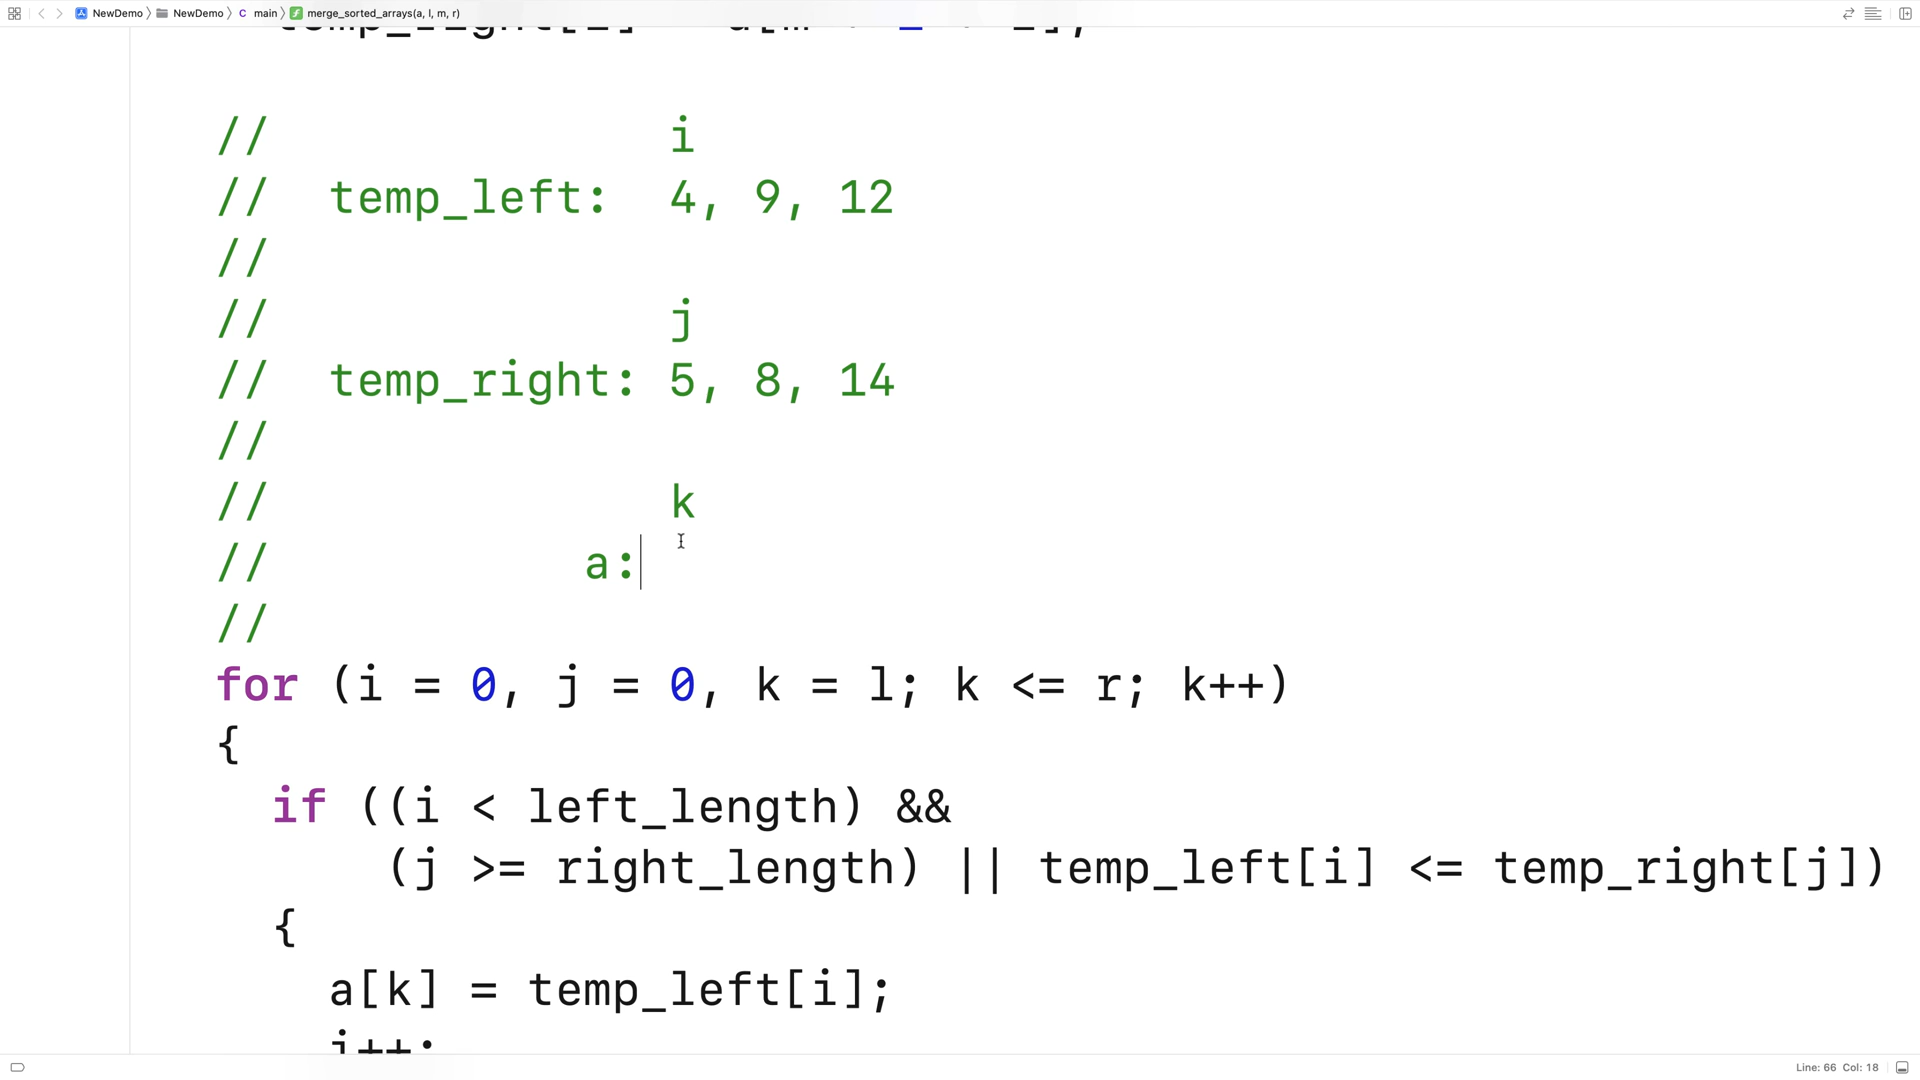 NewDemo 〉 NewDemo 〉 C main 〉 f merge_sorted_arrays(a, l, m, r)
//               i
//  temp_left:  4, 9, 12
//
//               j
//  temp_right: 5, 8, 14
//
//               k
//           a:
//
for (i = 0, j = 0, k = l; k <= r; k++)
{
if ((i < left_length) &&
(j >= right_length) || temp_left[i] <= temp_right[j])
{
a[k] = temp_left[i];
i++;
Line: 66 Col: 18